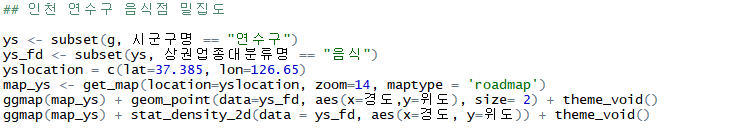 ## 인천 연수구 음식점 밀집도
ys <- subset(g, 시군구명 == "연수구")
ys_fd <- subset(ys, 상권업종대분류명 == "음식")
yslocation = c(lat=37.385, lon=126.65)
map_ys <- get_map(location=yslocation, zoom=14, maptype = 'roadmap')
ggmap(map_ys) + geom_point(data=ys_fd, aes(x=경도,y=위도), size= 2) + theme_void()
ggmap(map_ys) + stat_density_2d(data = ys_fd, aes(x=경도, y=위도)) + theme_void()